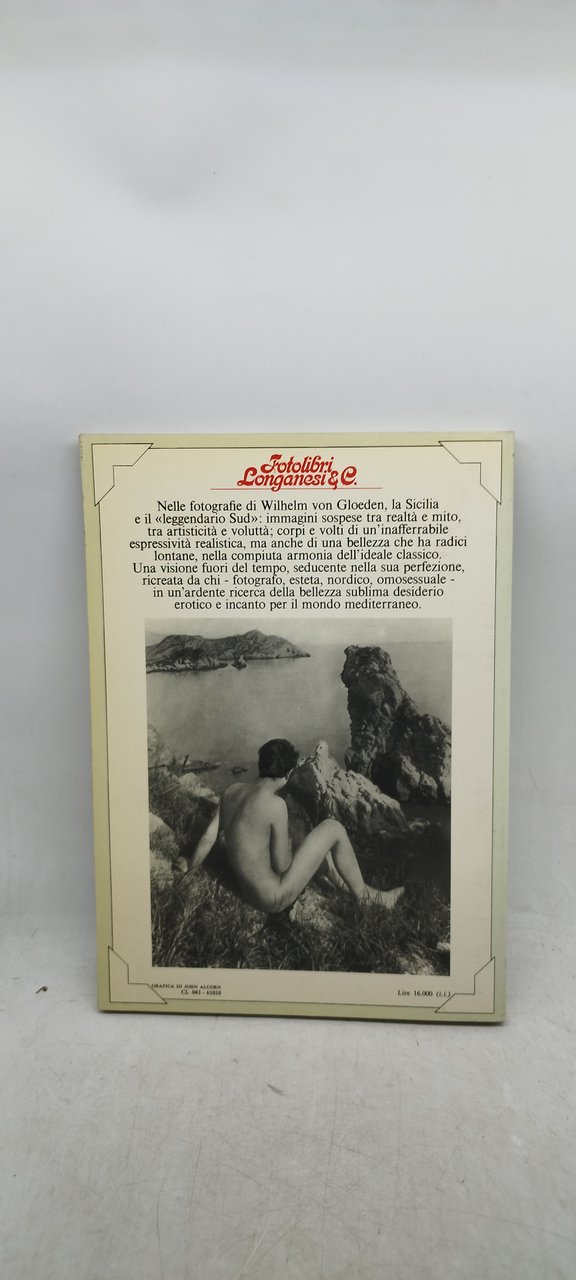 Fotolibri
Longanesi & C.
Nelle fotografie di Wilhelm von Gloeden, la Sicilia
e il «leggendario Sud»: immagini sospese tra realtà e mito,
tra artisticità e voluttà; corpi e volti di un'inafferrabile
espressività realistica, ma anche di una bellezza che ha radici
lontane, nella compiuta armonia dell'ideale classico.
Una visione fuori del tempo, seducente nella sua perfezione,
ricreata da chi - fotografo, esteta, nordico, omosessuale -
in un'ardente ricerca della bellezza sublima desiderio
erotico e incanto per il mondo mediterraneo.
GRAFICA DI JOHN ALCORN
CL 043 - 61010
Lire 16.000 (i.i.)